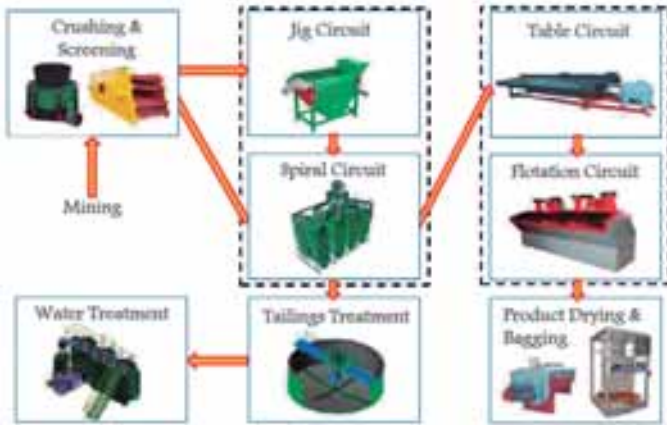 Crushing &
Screening
Jig Circuit
Table Circuit
Mining
Spiral Circuit
Flotation Circuit
Water Treatment
Tailings Treatment
Product Drying &
Bagging